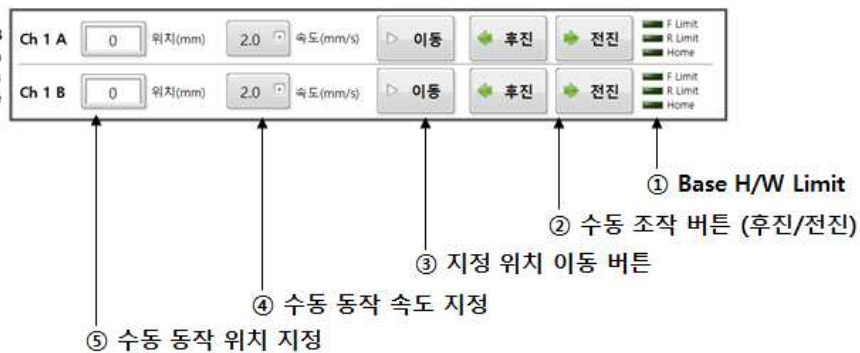 Ch 1 A 0 위치(mm) 2.0 속도(mm/s) 이동 후진 전진 F Limit
R Limit
Home
Ch 1 B 0 위치(mm) 2.0 속도(mm/s) 이동 후진 전진 F Limit
R Limit
Home
① Base H/W Limit
② 수동 조작 버튼 (후진/전진)
③ 지정 위치 이동 버튼
④ 수동 동작 속도 지정
⑤ 수동 동작 위치 지정